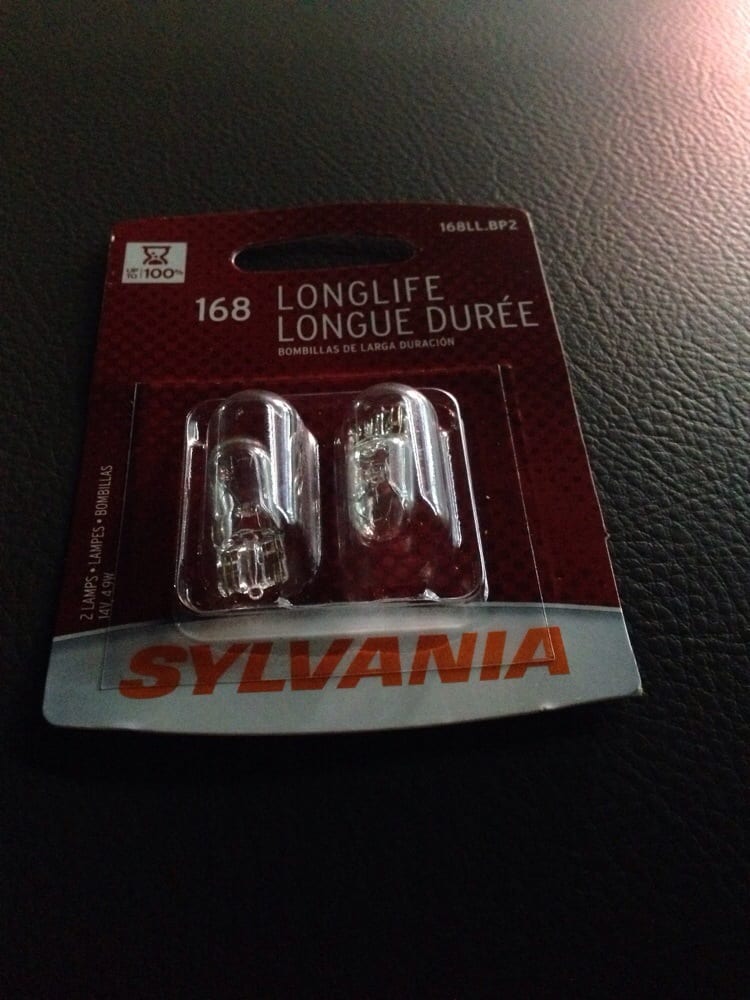 168LL.BP2
UP TO 100%
168 LONGLIFE
LONGUE DURÉE
BOMBILLAS DE LARGA DURACIÓN
2 LAMPS • LAMPES • BOMBILLAS
14V, 4.9W
SYLVANIA